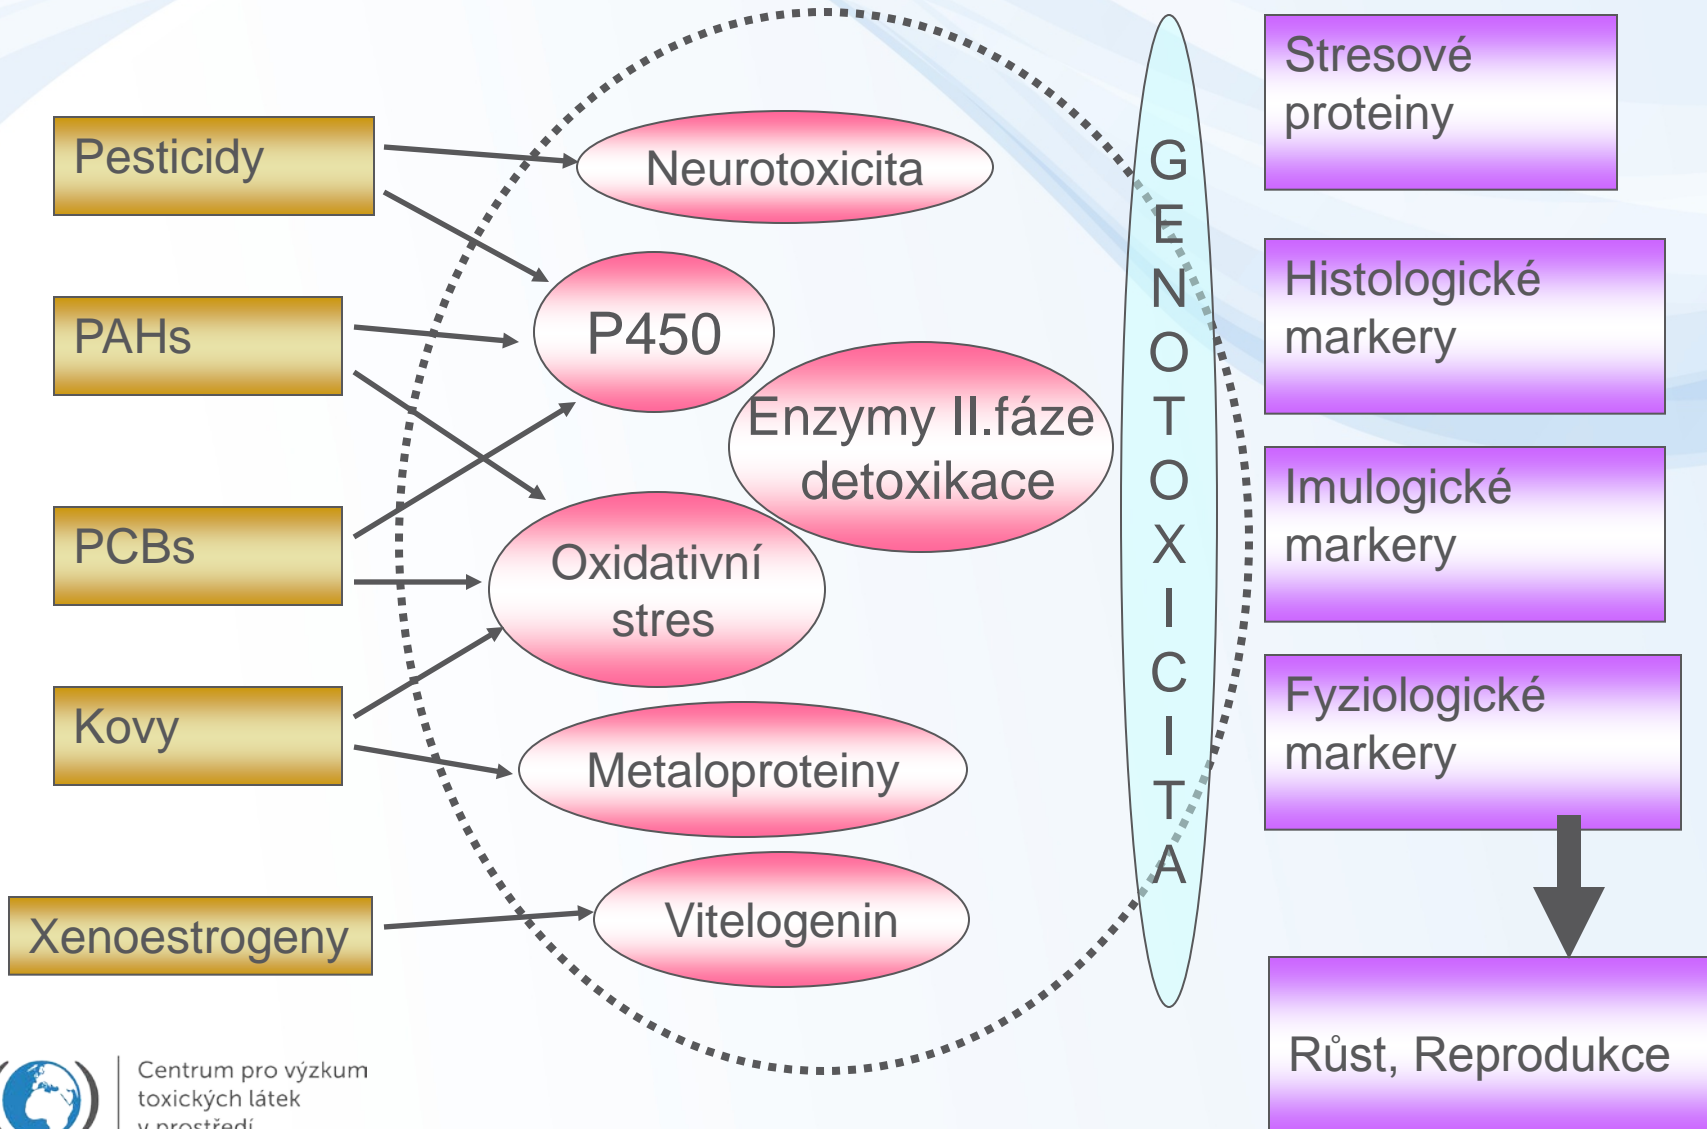 Pesticidy
PAHs
PCBs
Kovy
Xenoestrogeny
Neurotoxicita
P450
Enzymy II.fáze
detoxikace
Oxidativní
stres
Metaloproteiny
Vitelogenin
G
E
N
O
T
O
X
I
C
I
T
A
Stresové
proteiny
Histologické
markery
Imulogické
markery
Fyziologické
markery
Růst, Reprodukce
Centrum pro výzkum
toxických látek
v prostředí